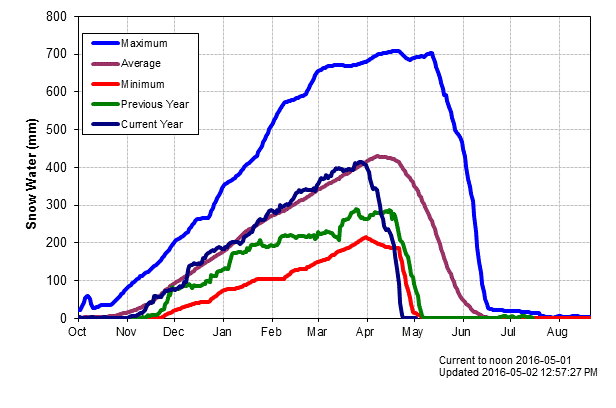 800
700
600
500
400
300
200
100
0
Snow Water (mm)
Maximum
Average
Minimum
Previous Year
Current Year
Oct Nov Dec Jan Feb Mar Apr May Jun Jul Aug
Current to noon 2016-05-01
Updated 2016-05-02 12:57:27 PM